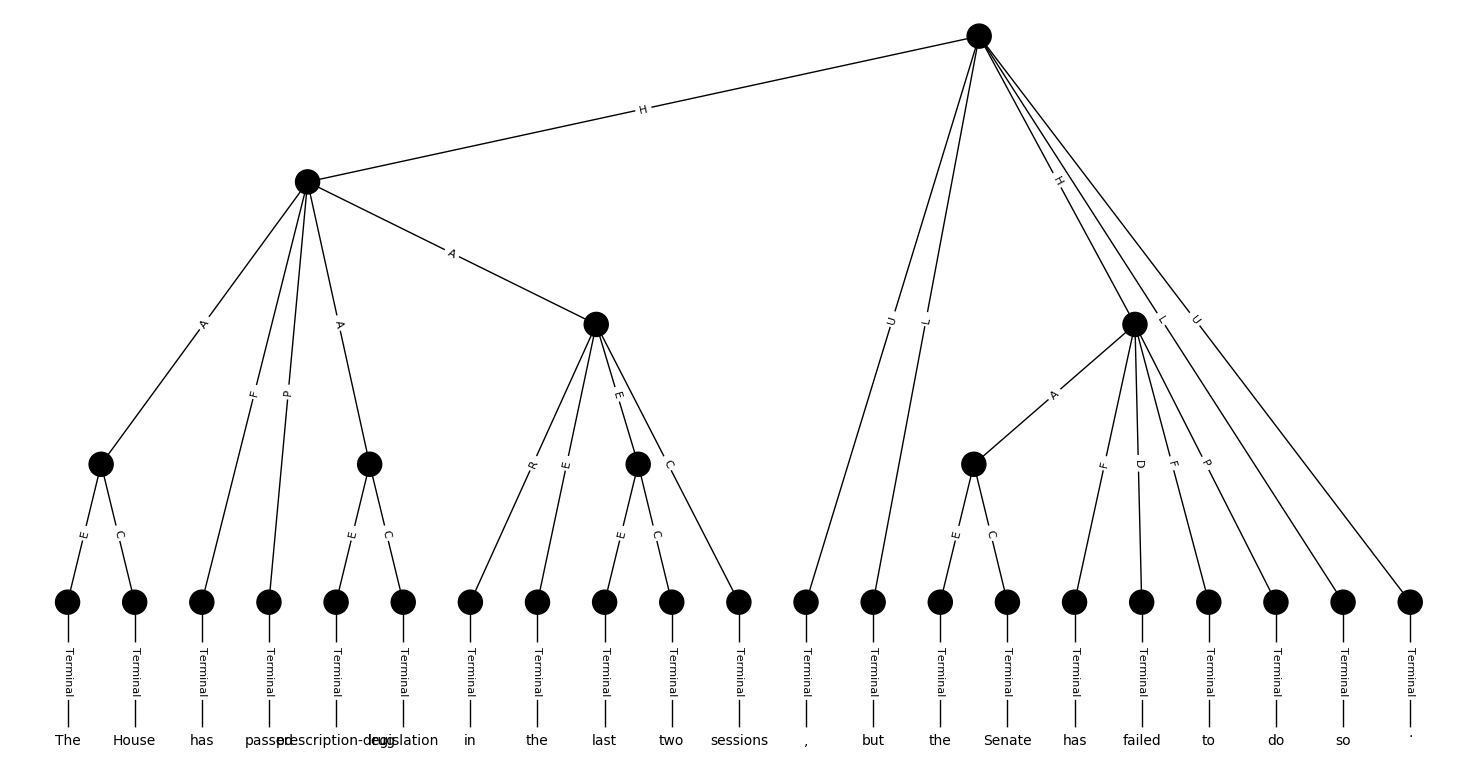 H
A
A
U
L
H
L
U
A
F
P
E
A
R
E
C
F
D
F
P
E
C
E
C
E
C
E
C
Terminal Terminal Terminal Terminal Terminal Terminal Terminal Terminal Terminal Terminal Terminal Terminal Terminal Terminal Terminal Terminal Terminal Terminal Terminal Terminal Terminal
The House has passed prescription-drug legislation in the last two sessions , but the Senate has failed to do so .